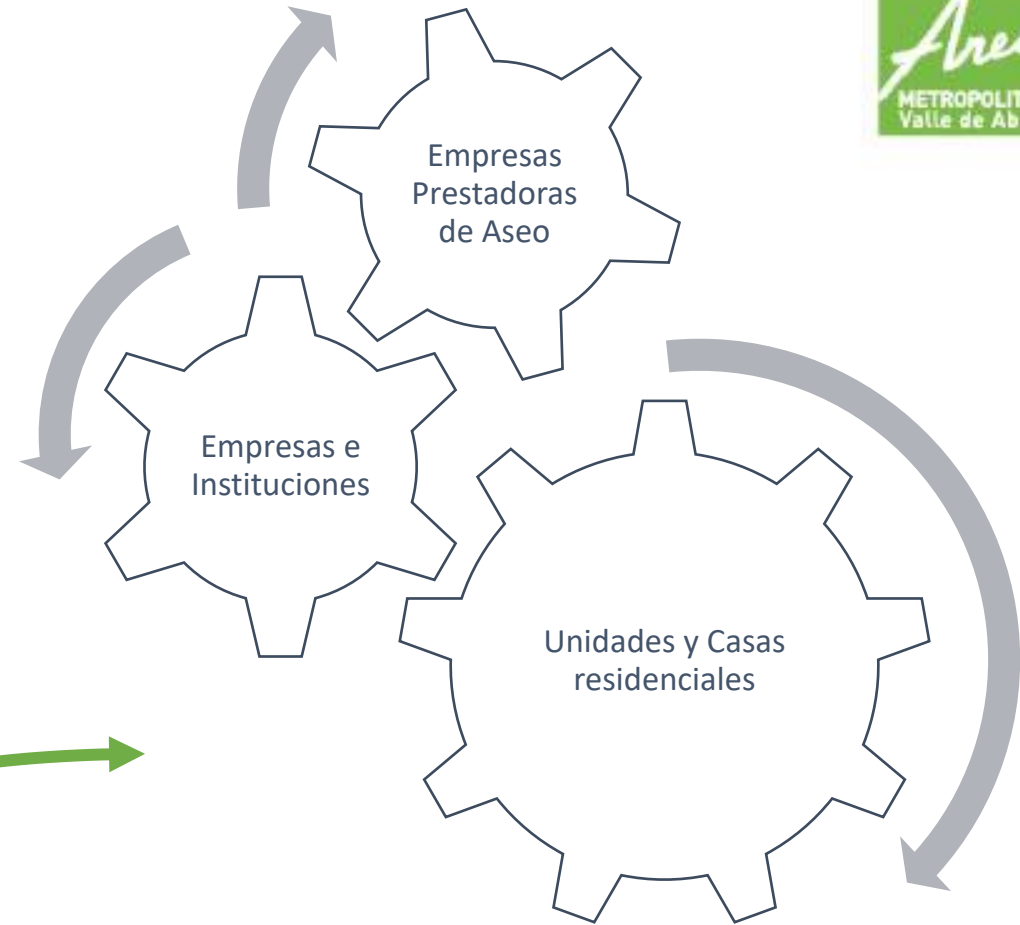 METROPOLIT
Valle de Ab
Empresas
Prestadoras
de Aseo
Empresas e
Instituciones
Unidades y Casas
residenciales